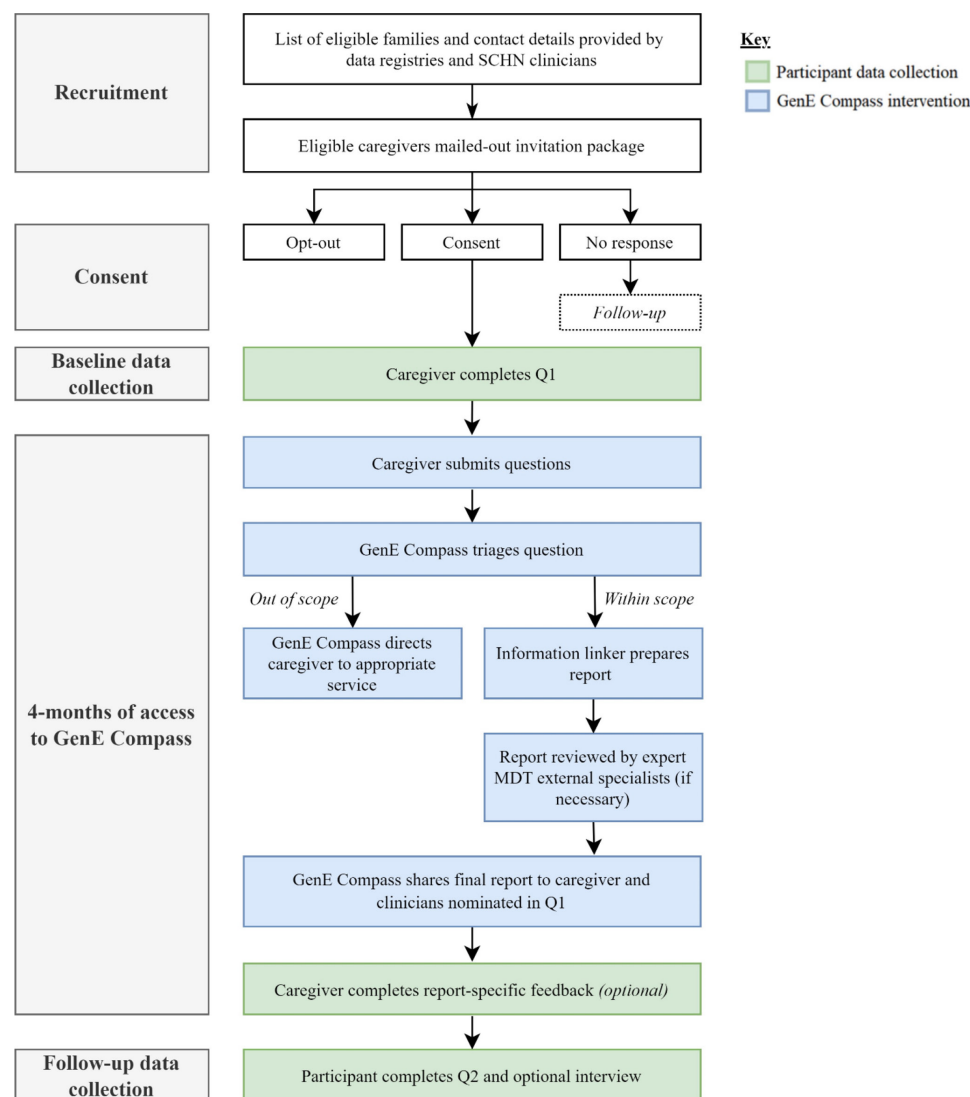 List of eligible families and contact details provided by
data registries and SCHN clinicians
Key
Participant data collection
GenE Compass intervention
Recruitment
Eligible caregivers mailed-out invitation package
Opt-out
Consent
No response
Consent
Follow-up
Baseline data
collection
Caregiver completes Q1
Caregiver submits questions
GenE Compass triages question
Out of scope
Within scope
GenE Compass directs
caregiver to appropriate
service
Information linker prepares
report
4-months of access
to GenE Compass
Report reviewed by expert
MDT external specialists (if
necessary)
GenE Compass shares final report to caregiver and
clinicians nominated in Q1
Caregiver completes report-specific feedback (optional)
Follow-up data
collection
Participant completes Q2 and optional interview